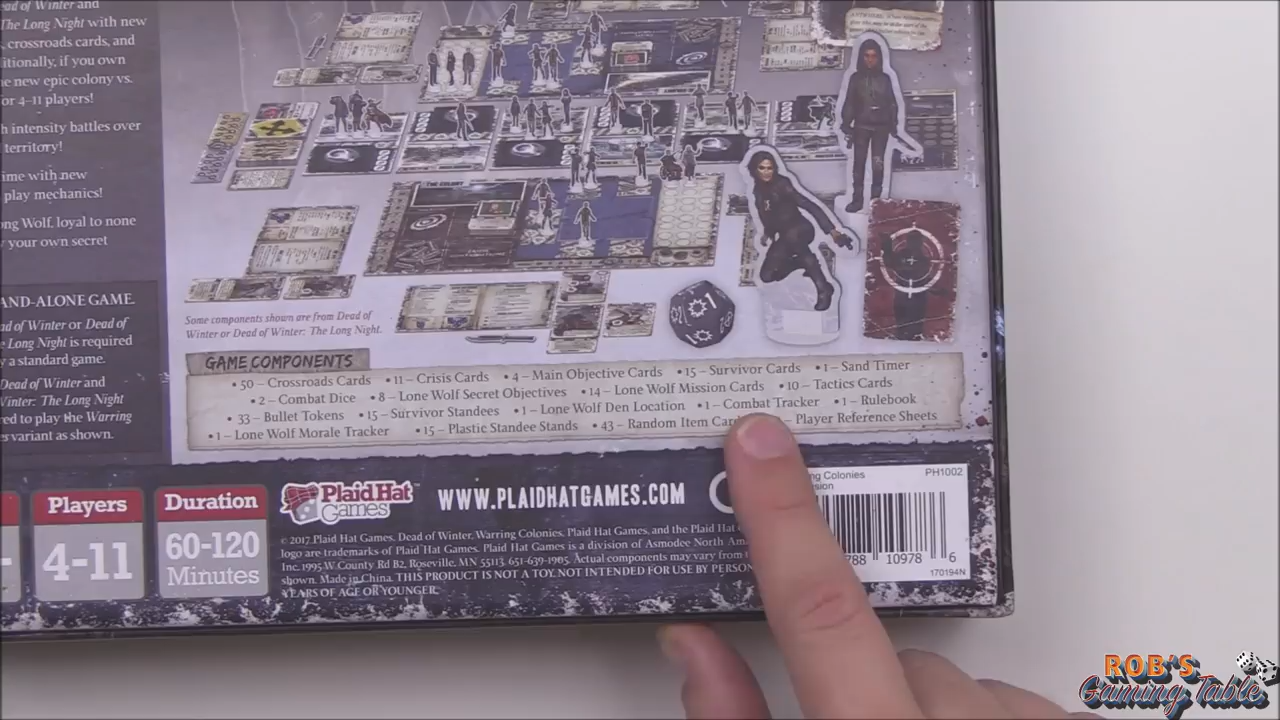 ad of Winter and
The Long Night with new
, crossroads cards, and
itionally, if you own
e new epic colony vs.
or 4-11 players!
h intensity battles over
territory!
ime with new
play mechanics!
ong Wolf, loyal to none
your own secret
AND-ALONE GAME.
ad of Winter or Dead of
e Long Night is required
y a standard game.
Dead of Winter and
The Long Night
ed to play the Warring
es variant as shown.
THE COLONY
1
Some components shown are from Dead of
Winter or Dead of Winter: The Long Night.
GAME COMPONENTS
• 50 – Crossroads Cards • 11 – Crisis Cards • 4 – Main Objective Cards • 15 – Survivor Cards • 1 – Sand Timer
• 2 – Combat Dice • 8 – Lone Wolf Secret Objectives • 14 – Lone Wolf Mission Cards • 10 – Tactics Cards
• 33 – Bullet Tokens • 15 – Survivor Standees • 1 – Lone Wolf Den Location • 1 – Combat Tracker • 1 – Rulebook
• 1 – Lone Wolf Morale Tracker • 15 – Plastic Standee Stands • 43 – Random Item Car – Player Reference Sheets
Players
4-11
Duration
60-120
Minutes
Plaid Hat
Games
WWW.PLAIDHATGAMES.COM
© 2017 Plaid Hat Games. Dead of Winter, Warring Colonies, Plaid Hat Games, and the Plaid Hat
logo are trademarks of Plaid Hat Games. Plaid Hat Games is a division of Asmodee North Am
Inc. 1995 W County Rd B2, Roseville, MN 55113. 651-639-1905. Actual components may vary from t
shown. Made in China. THIS PRODUCT IS NOT A TOY. NOT INTENDED FOR USE BY PERSON
YEARS OF AGE OR YOUNGER.
ng Colonies
sion
PH1002
788 10978 6
170194N
ROB'S
Gaming Table